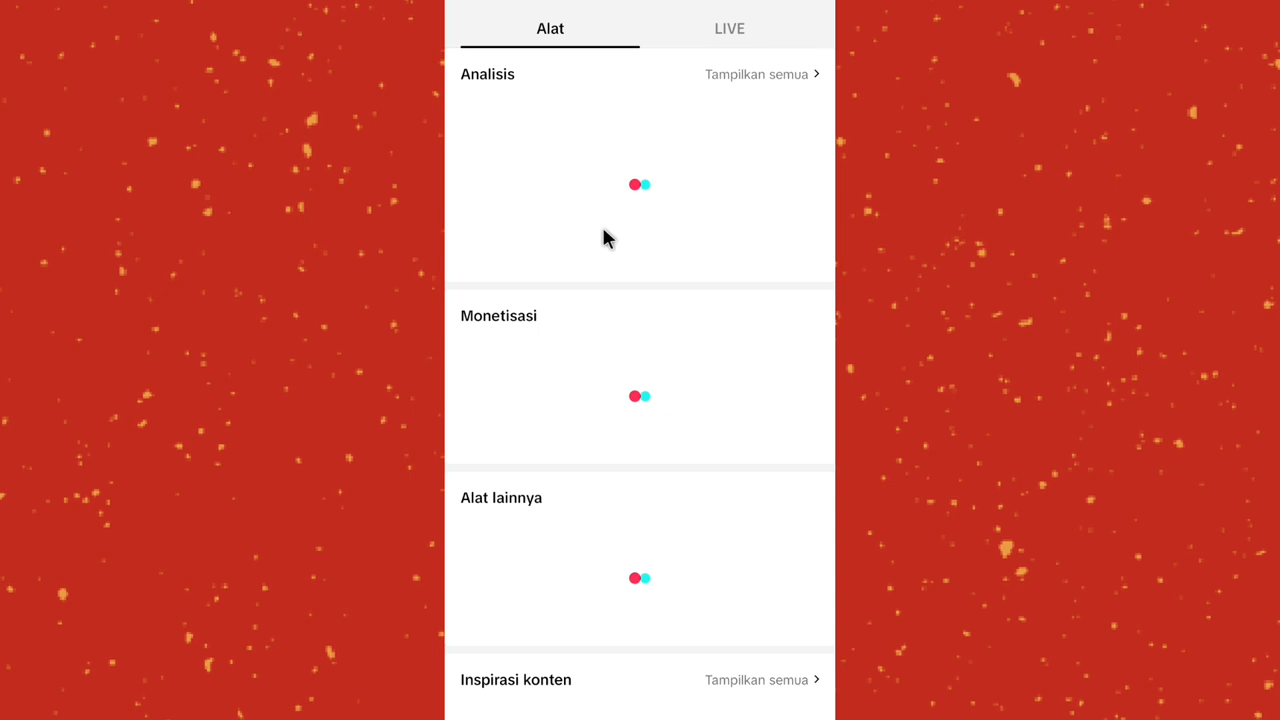 Alat
LIVE
Analisis
Tampilkan semua
Monetisasi
Alat lainnya
Inspirasi konten
Tampilkan semua